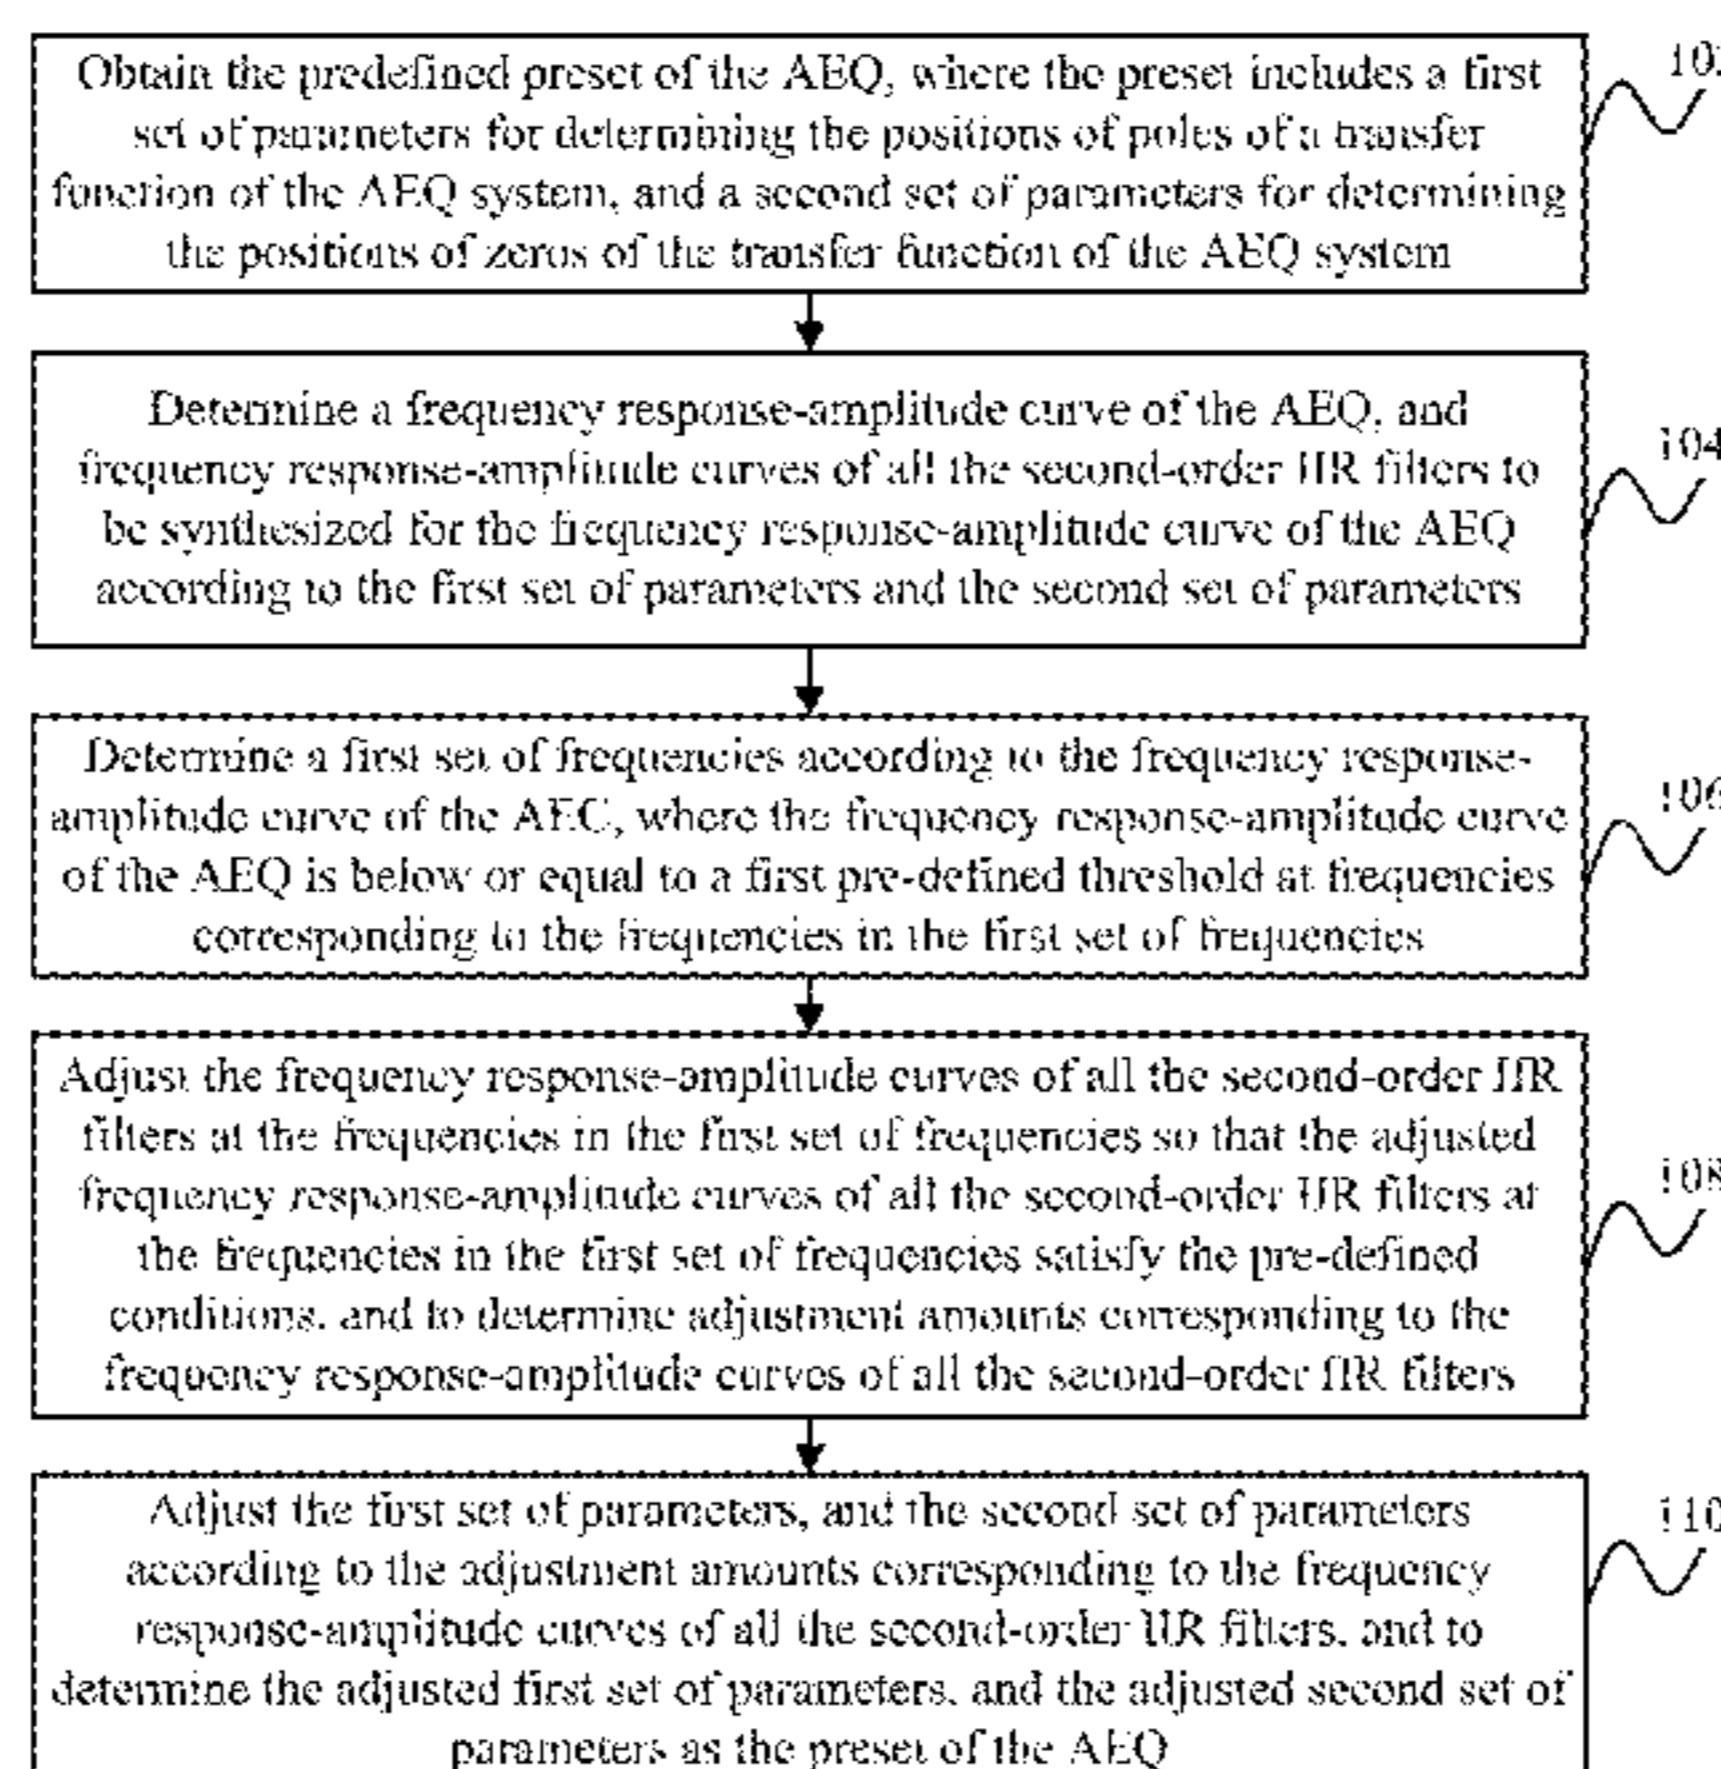 Obtain the predefined preset of the AEQ, where the preset includes a first
set of parameters for determining the positions of poles of a transfer
function of the AEQ system, and a second set of parameters for determining
the positions of zeros of the transfer function of the AEQ system
Determine a frequency response-amplitude curve of the AEQ, and
frequency response-amplitude curves of all the second-order IIR filters to
be synthesized for the frequency response-amplitude curve of the AEQ
according to the first set of parameters and the second set of parameters
104
Determine a first set of frequencies according to the frequency response-
amplitude curve of the AEQ, where the frequency response-amplitude curve
of the AEQ is below or equal to a first pre-defined threshold at frequencies
corresponding to the frequencies in the first set of frequencies
106
Adjust the frequency response-amplitude curves of all the second-order IIR
filters at the frequencies in the first set of frequencies so that the adjusted
frequency response-amplitude curves of all the second-order IIR filters at
the frequencies in the first set of frequencies satisfy the pre-defined
conditions, and to determine adjustment amounts corresponding to the
frequency response-amplitude curves of all the second-order IIR filters
108
Adjust the first set of parameters, and the second set of parameters
according to the adjustment amounts corresponding to the frequency
response-amplitude curves of all the second-order IIR filters, and to
determine the adjusted first set of parameters, and the adjusted second set of
parameters as the preset of the AEQ
110